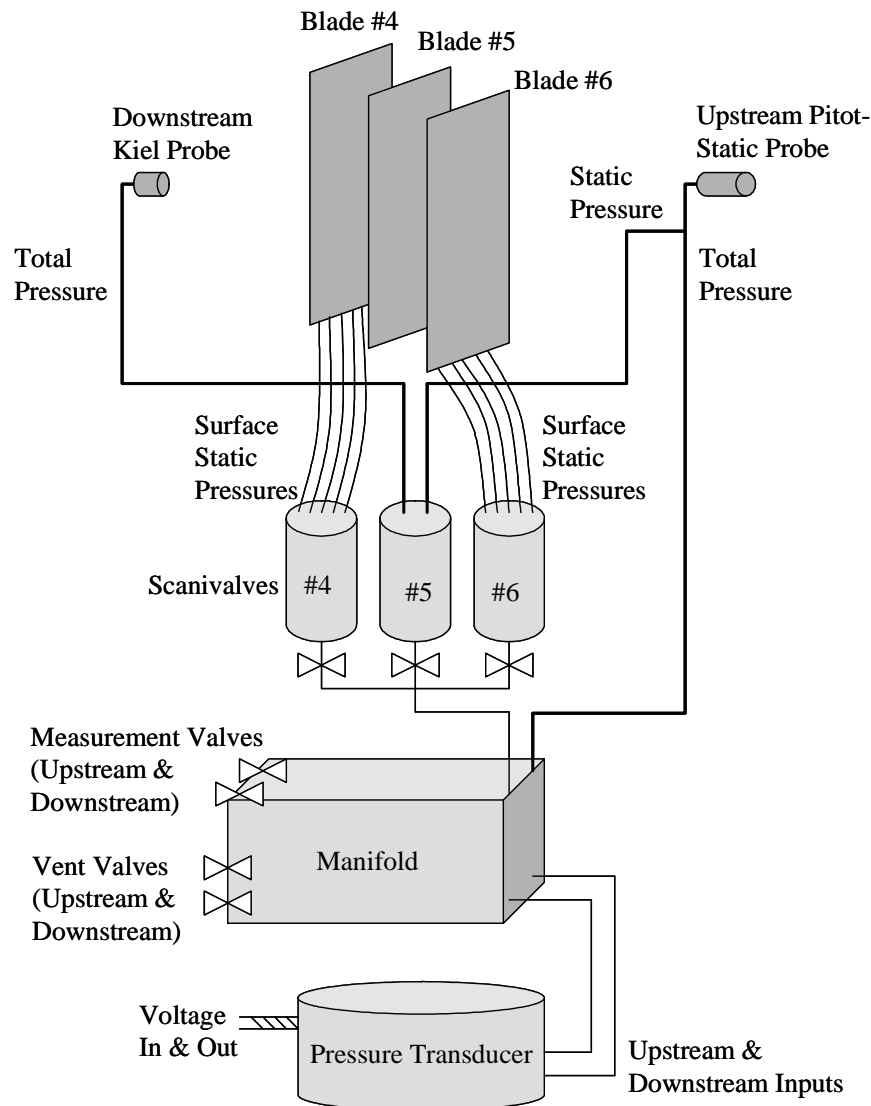 Blade #4
Blade #5
Blade #6
Downstream
Kiel Probe
Upstream Pitot-
Static Probe
Static
Pressure
Total
Pressure
Total
Pressure
Surface
Static
Pressures
Surface
Static
Pressures
Scanivalves
#4
#5
#6
Measurement Valves
(Upstream &
Downstream)
Manifold
Vent Valves
(Upstream &
Downstream)
Voltage
In & Out
Pressure Transducer
Upstream &
Downstream Inputs